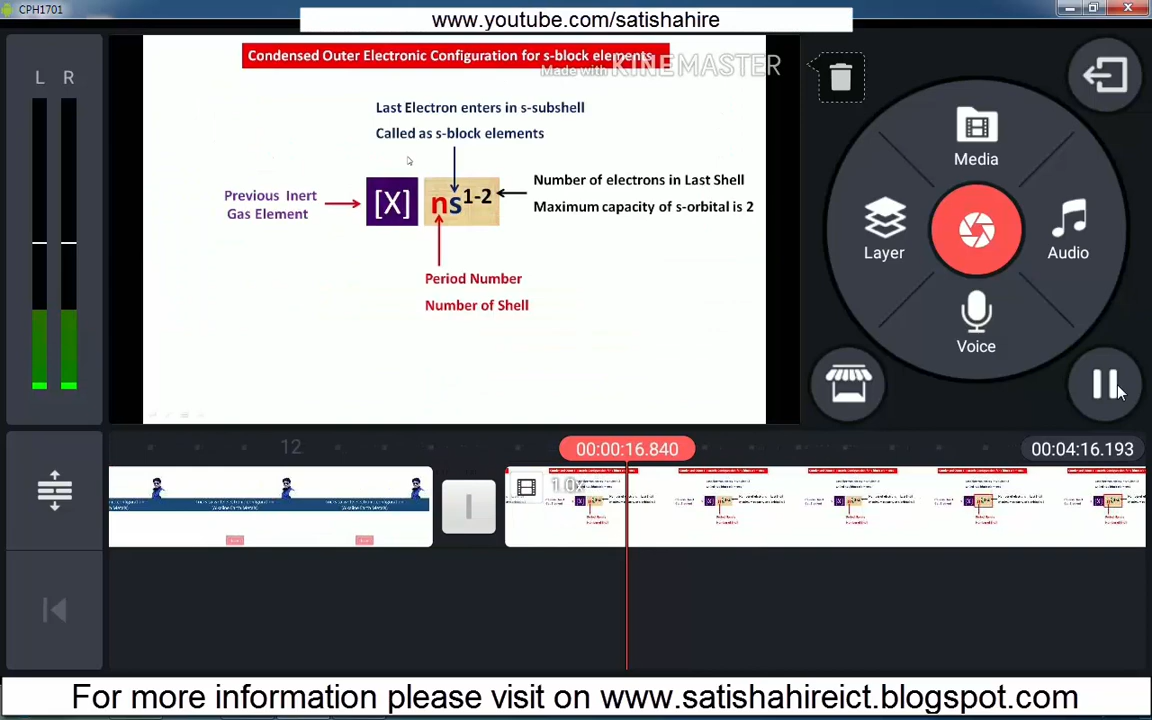 CPH1701
www.youtube.com/satishahire
L R
Condensed Outer Electronic Configuration for s-block elements
Made with KINEMASTER
Last Electron enters in s-subshell
Called as s-block elements
Previous Inert
Gas Element
[X] ns1-2
Number of electrons in Last Shell
Maximum capacity of s-orbital is 2
Period Number
Number of Shell
Media
Layer
Audio
Voice
12
00:00:16.840
00:04:16.193
For more information please visit on www.satishahireict.blogspot.com